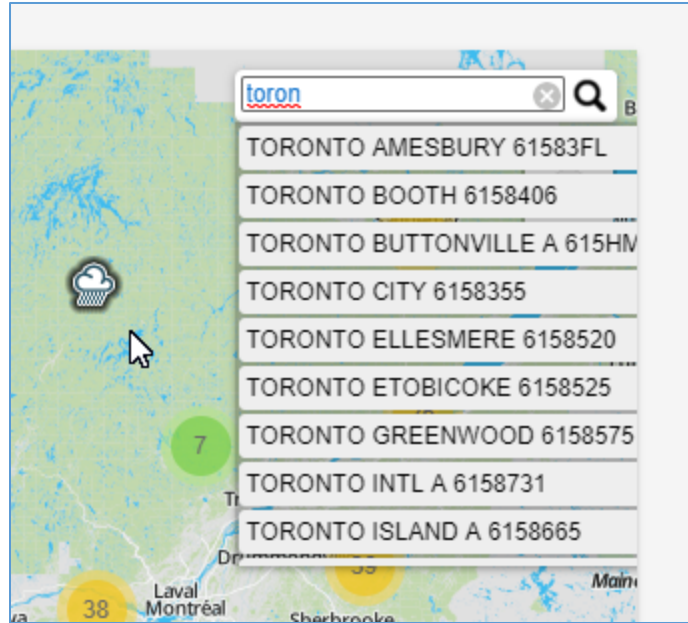 toron
TORONTO AMESBURY 61583FL
TORONTO BOOTH 6158406
TORONTO BUTTONVILLE A 615HM
TORONTO CITY 6158355
TORONTO ELLESMERE 6158520
TORONTO ETOBICOKE 6158525
TORONTO GREENWOOD 6158575
7
TORONTO INTL A 6158731
TORONTO ISLAND A 6158665
39
Laval
38
Montréal
Sherbrooke